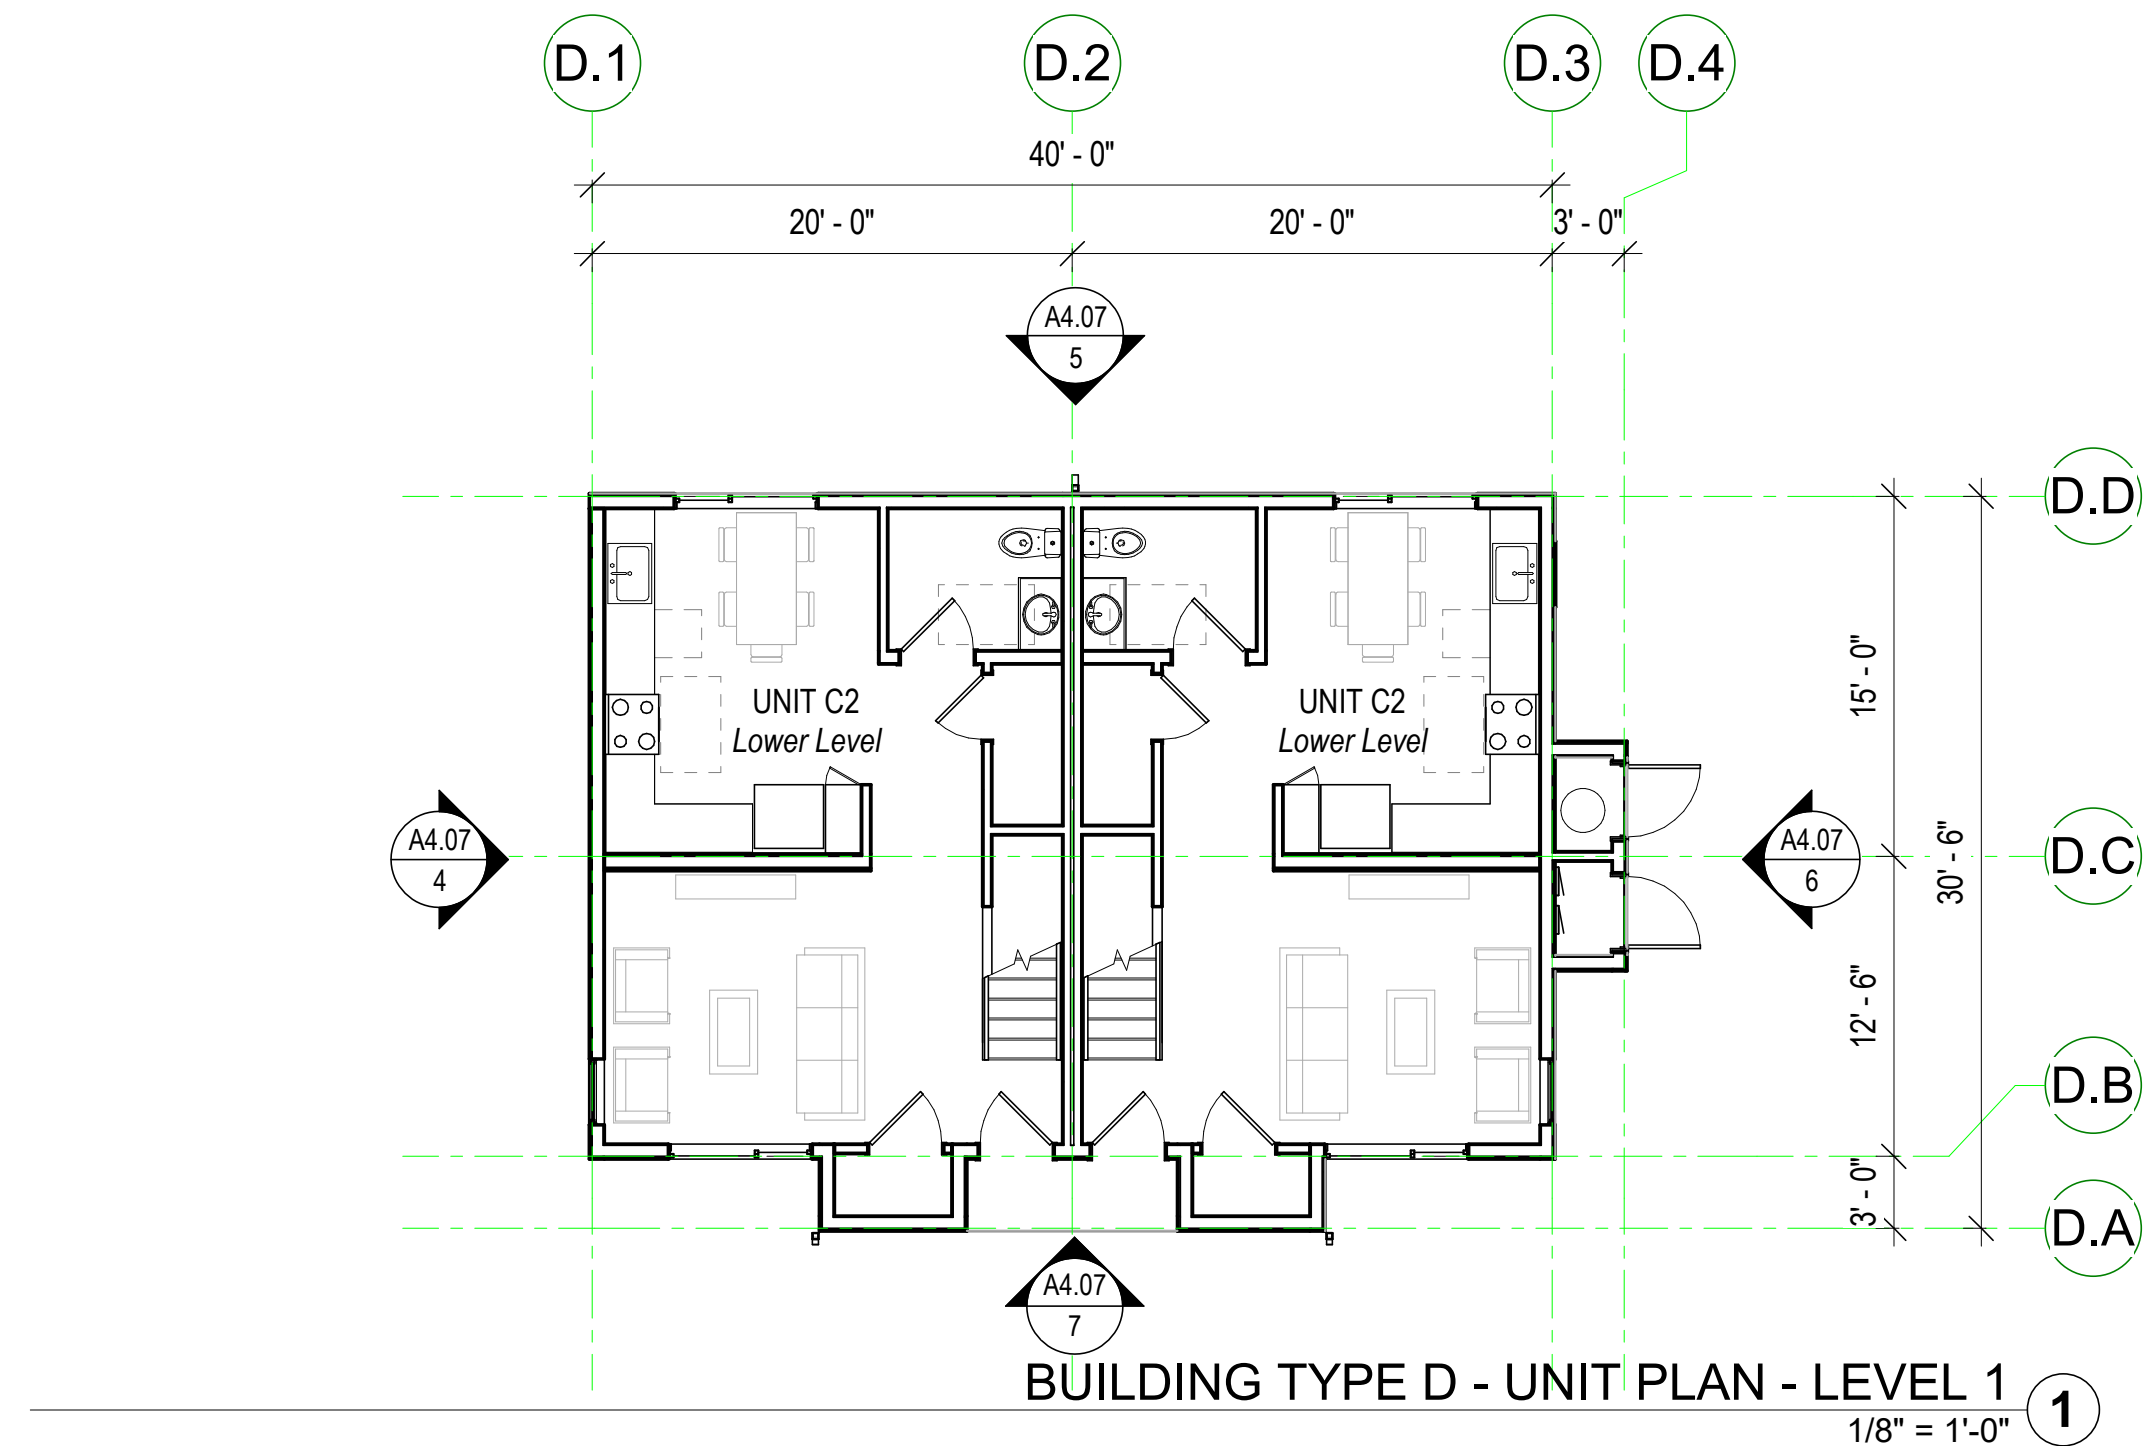 D.1
D.2
D.3
D.4
40' - 0"
20' - 0"
20' - 0"
3' - 0"
A4.07
5
D.D
15' - 0"
UNIT C2
Lower Level
UNIT C2
Lower Level
A4.07
4
A4.07
6
30' - 6"
D.C
12' - 6"
D.B
3' - 0"
D.A
A4.07
7
BUILDING TYPE D - UNIT PLAN - LEVEL 1
1
1/8" = 1'-0"